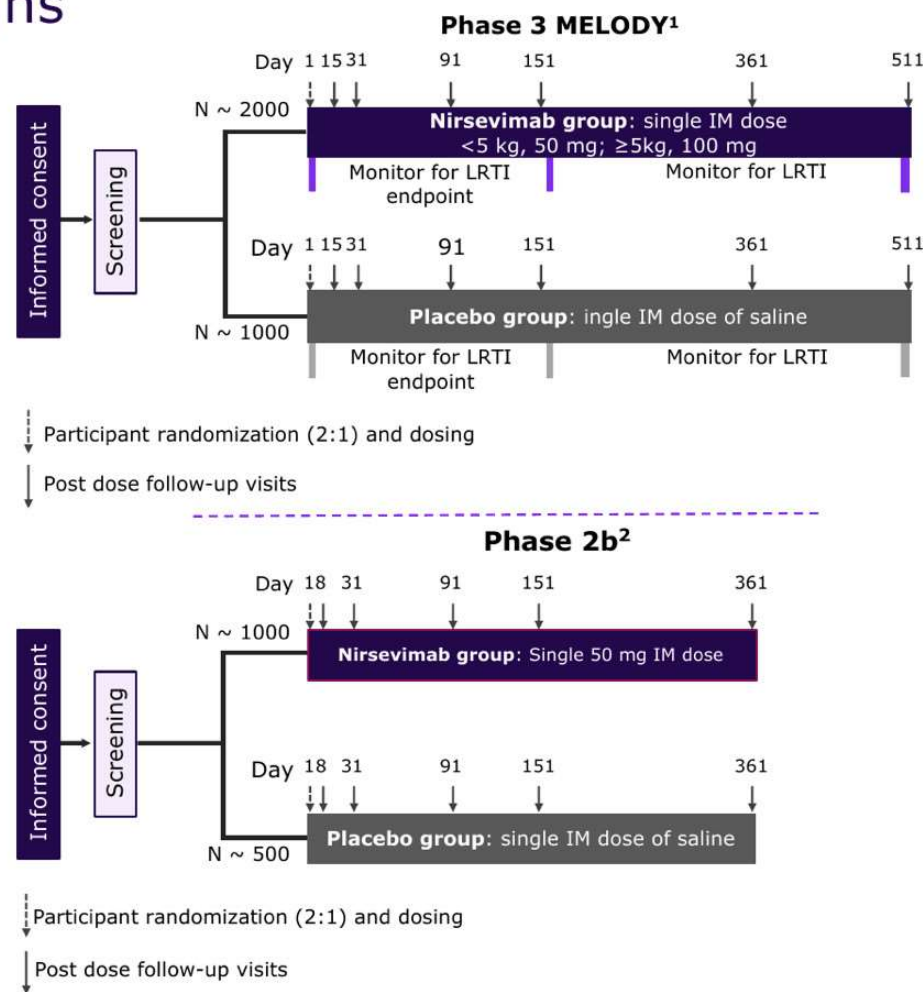 ns
Phase 3 MELODY¹
Day 1 15 31 91 151 361 511
N ~ 2000
Nirsevimab group: single IM dose
<5 kg, 50 mg; ≥5kg, 100 mg
Monitor for LRTI
endpoint
Monitor for LRTI
Informed consent
Screening
Day 1 15 31 91 151 361 511
Placebo group: ingle IM dose of saline
N ~ 1000
Monitor for LRTI
endpoint
Monitor for LRTI
Participant randomization (2:1) and dosing
Post dose follow-up visits
Phase 2b²
Day 18 31 91 151 361
N ~ 1000
Nirsevimab group: Single 50 mg IM dose
Informed consent
Screening
Day 18 31 91 151 361
Placebo group: single IM dose of saline
N ~ 500
Participant randomization (2:1) and dosing
Post dose follow-up visits